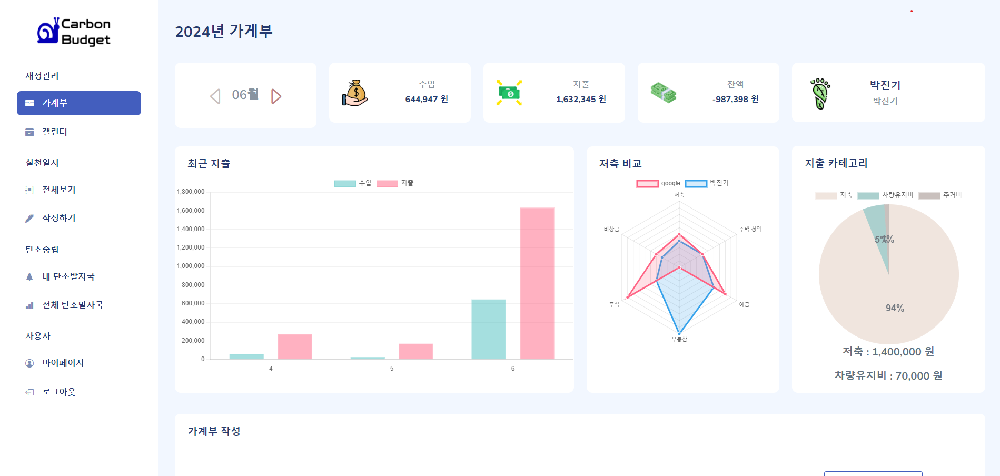 Carbon
Budget
재정관리
가게부
캘린더
실천일지
전체보기
작성하기
탄소중립
내 탄소발자국
전체 탄소발자국
사용자
마이페이지
로그아웃
2024년 가게부
06월
수입
644,947 원
지출
1,632,345 원
잔액
-987,398 원
박진기
박진기
최근 지출
수입 지출
1,800,000
1,600,000
1,400,000
1,200,000
1,000,000
800,000
600,000
400,000
200,000
0
4 5 6
저축 비교
google 박진기
저축
비상금 주택 청약
주식 예금
부동산
지출 카테고리
저축 차량유지비 주거비
5% 1%
94%
저축 : 1,400,000 원
차량유지비 : 70,000 원
가계부 작성